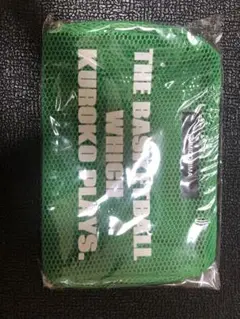 THE BASKETBALL
WHICH
KUROKO PLAYS.